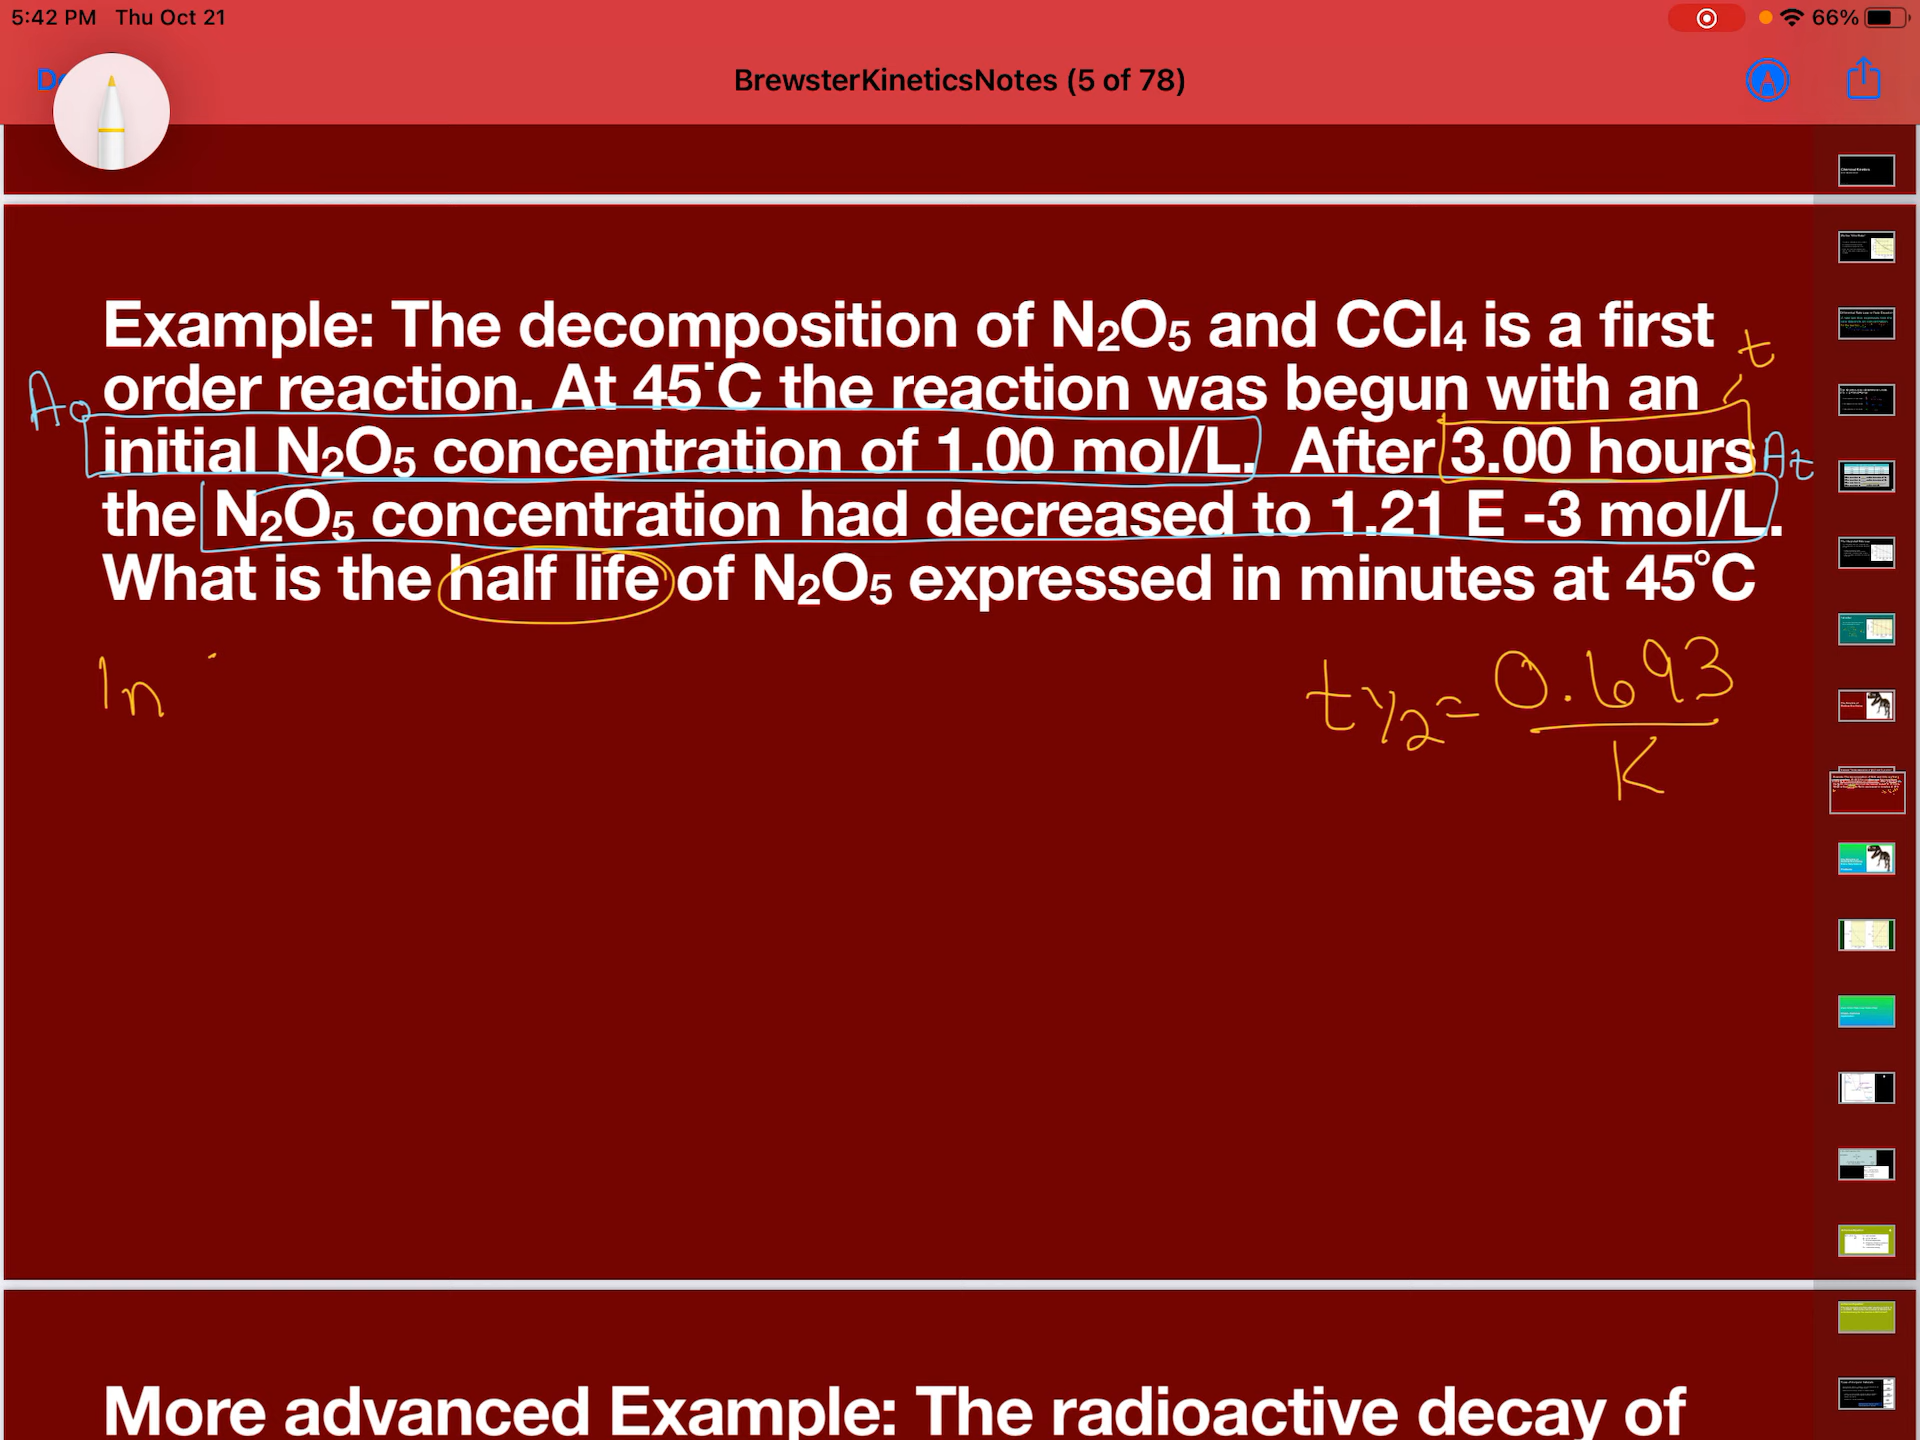 5:42 PM Thu Oct 21
66%
BrewsterKineticsNotes (5 of 78)
Example: The decomposition of N₂O₅ and CCl₄ is a first
t
order reaction. At 45˚C the reaction was begun with an
A₀
initial N₂O₅ concentration of 1.00 mol/L. After 3.00 hours
At
the N₂O₅ concentration had decreased to 1.21 E -3 mol/L.
What is the half life of N₂O₅ expressed in minutes at 45°C
ln
t½ = 0.693
K
More advanced Example: The radioactive decay of